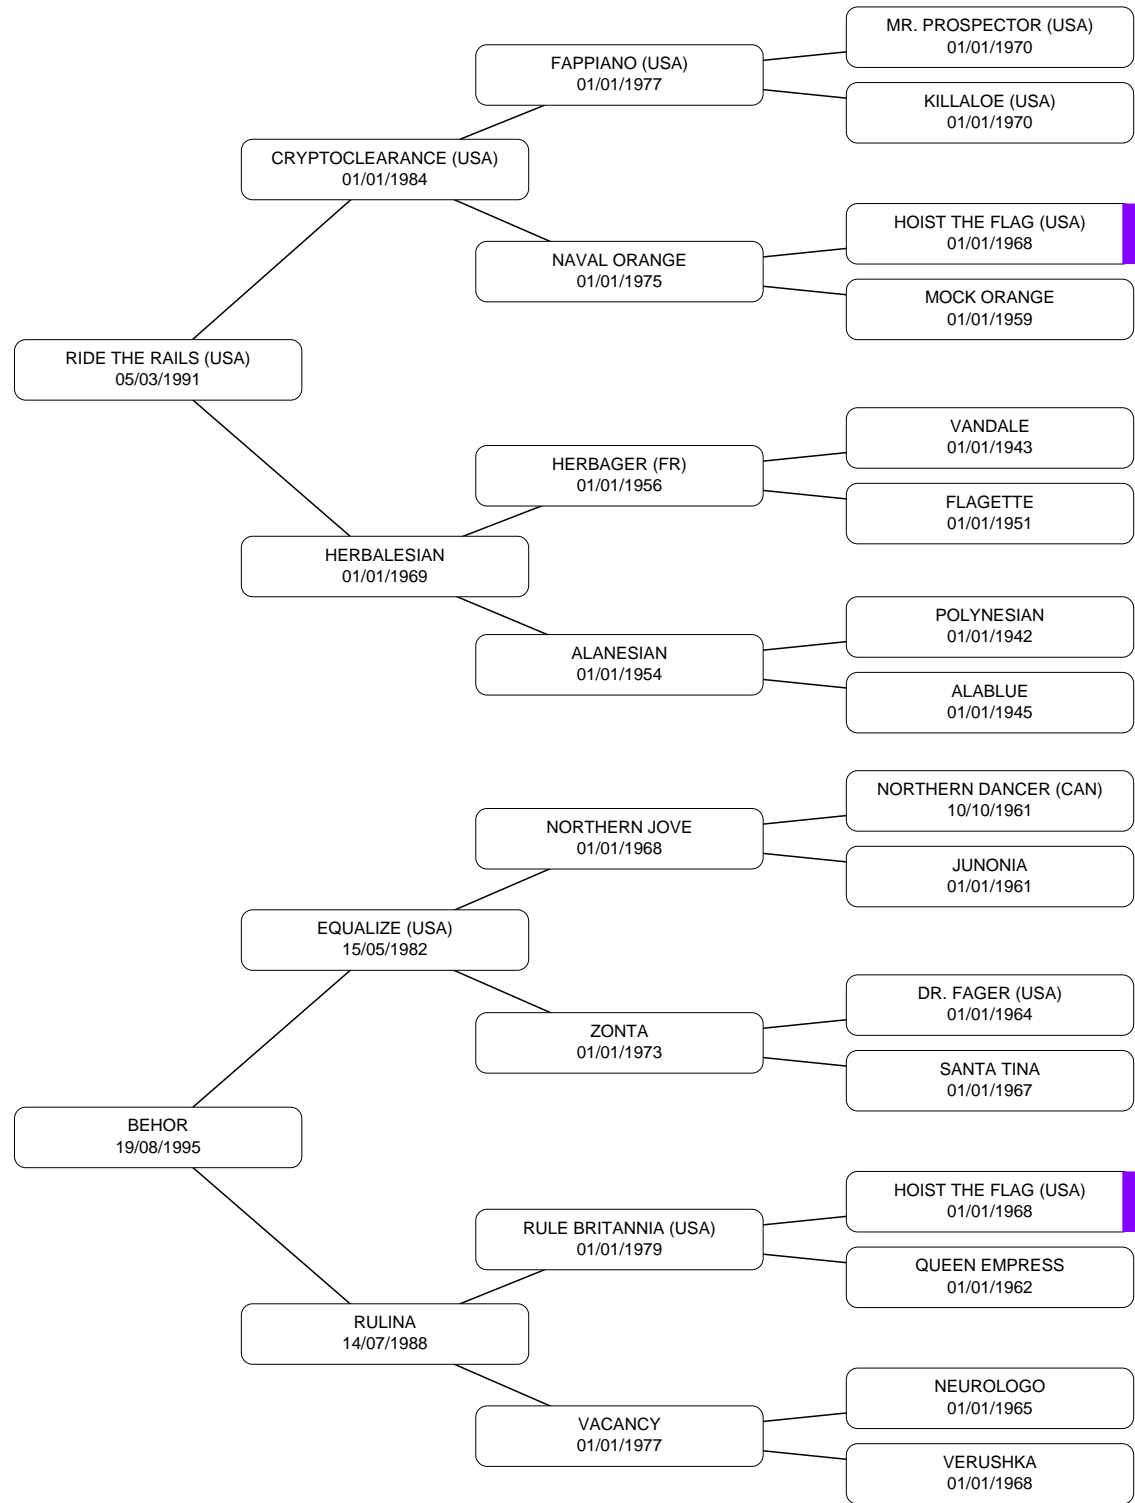 MR. PROSPECTOR (USA)
01/01/1970
FAPPIANO (USA)
01/01/1977
KILLALOE (USA)
01/01/1970
CRYPTOCLEARANCE (USA)
01/01/1984
HOIST THE FLAG (USA)
01/01/1968
NAVAL ORANGE
01/01/1975
MOCK ORANGE
01/01/1959
RIDE THE RAILS (USA)
05/03/1991
VANDALE
01/01/1943
HERBAGER (FR)
01/01/1956
FLAGETTE
01/01/1951
HERBALESIAN
01/01/1969
POLYNESIAN
01/01/1942
ALANESIAN
01/01/1954
ALABLUE
01/01/1945
NORTHERN DANCER (CAN)
10/10/1961
NORTHERN JOVE
01/01/1968
JUNONIA
01/01/1961
EQUALIZE (USA)
15/05/1982
DR. FAGER (USA)
01/01/1964
ZONTA
01/01/1973
SANTA TINA
01/01/1967
BEHOR
19/08/1995
HOIST THE FLAG (USA)
01/01/1968
RULE BRITANNIA (USA)
01/01/1979
QUEEN EMPRESS
01/01/1962
RULINA
14/07/1988
NEUROLOGO
01/01/1965
VACANCY
01/01/1977
VERUSHKA
01/01/1968